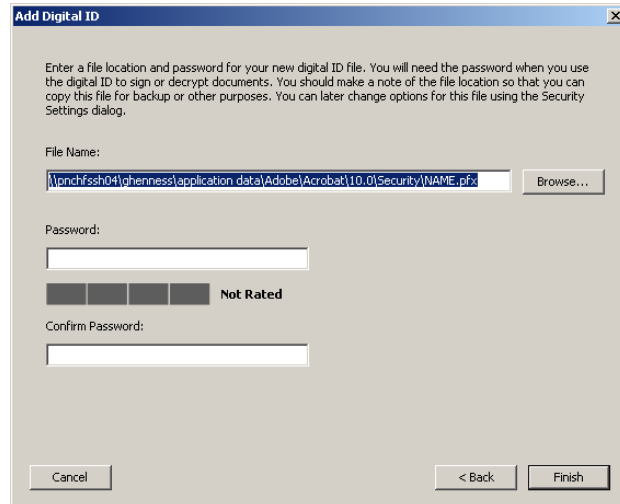 Add Digital ID
Enter a file location and password for your new digital ID file. You will need the password when you use
the digital ID to sign or decrypt documents. You should make a note of the file location so that you can
copy this file for backup or other purposes. You can later change options for this file using the Security
Settings dialog.
File Name:
\\pnchfssh04\ghenness\application data\Adobe\Acrobat\10.0\Security\NAME.pfx
Browse...
Password:
Not Rated
Confirm Password:
Cancel
< Back
Finish